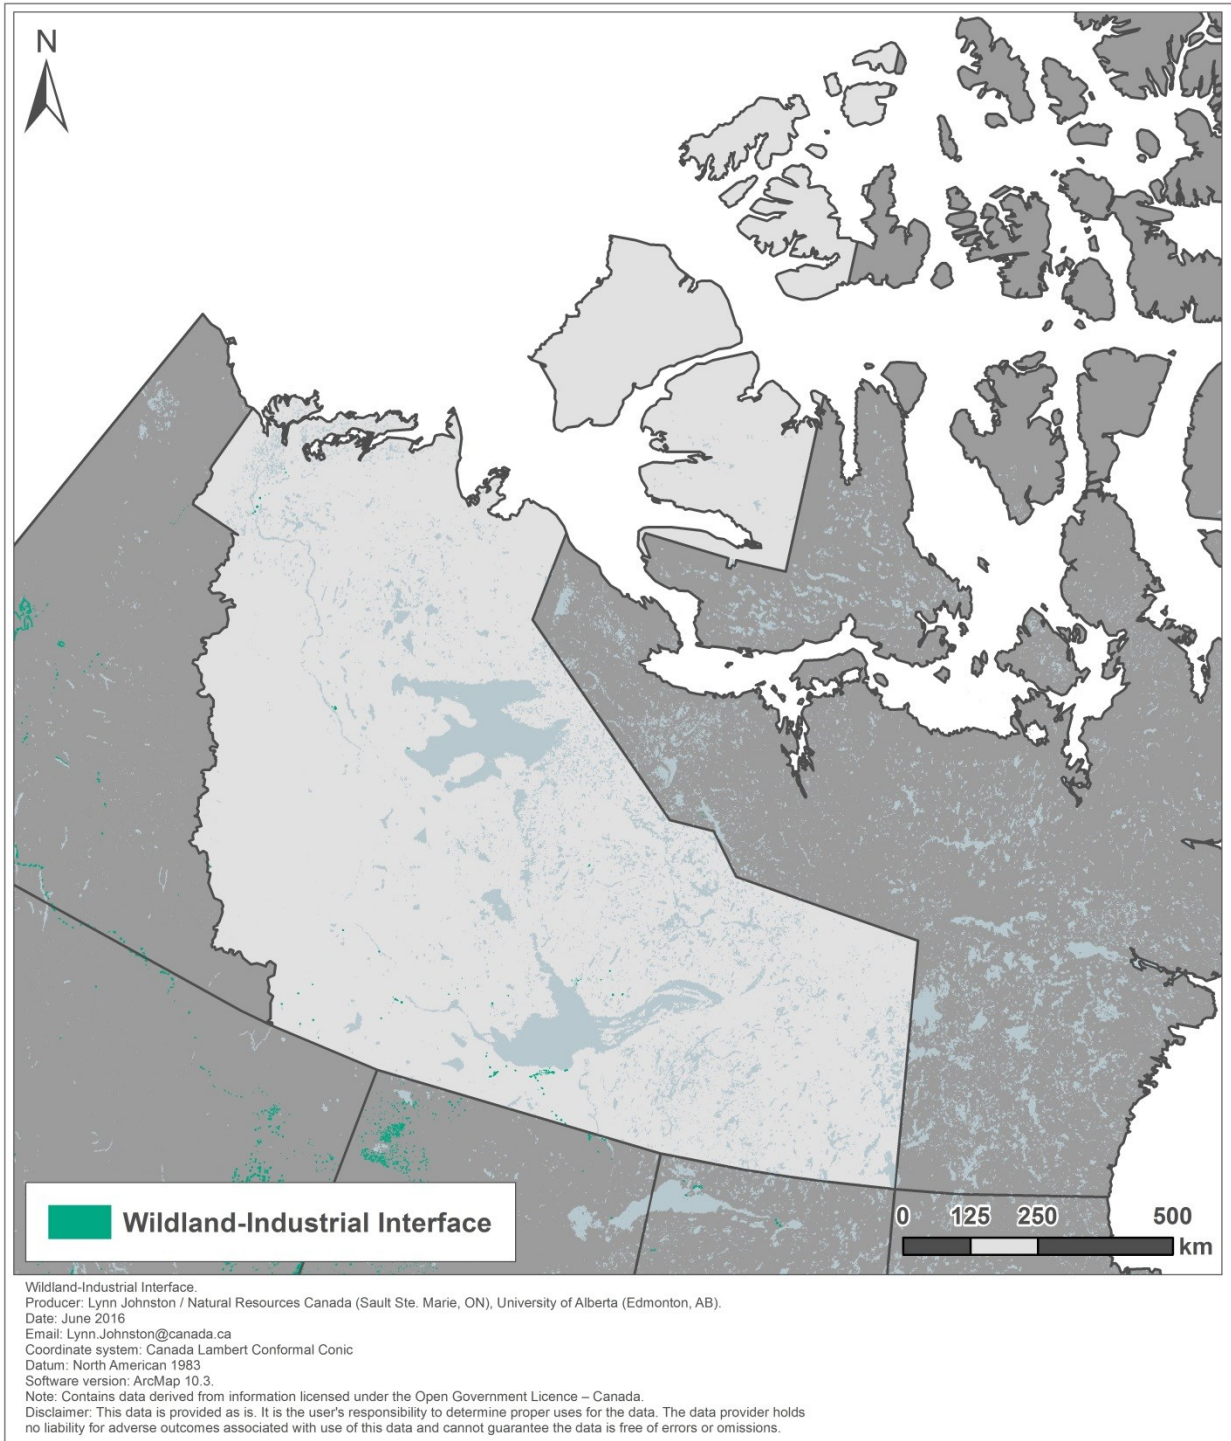 N
Wildland-Industrial Interface
0 125 250 500
km
Wildland-Industrial Interface.
Producer: Lynn Johnston / Natural Resources Canada (Sault Ste. Marie, ON), University of Alberta (Edmonton, AB).
Date: June 2016
Email: Lynn.Johnston@canada.ca
Coordinate system: Canada Lambert Conformal Conic
Datum: North American 1983
Software version: ArcMap 10.3.
Note: Contains data derived from information licensed under the Open Government Licence – Canada.
Disclaimer: This data is provided as is. It is the user's responsibility to determine proper uses for the data. The data provider holds
no liability for adverse outcomes associated with use of this data and cannot guarantee the data is free of errors or omissions.